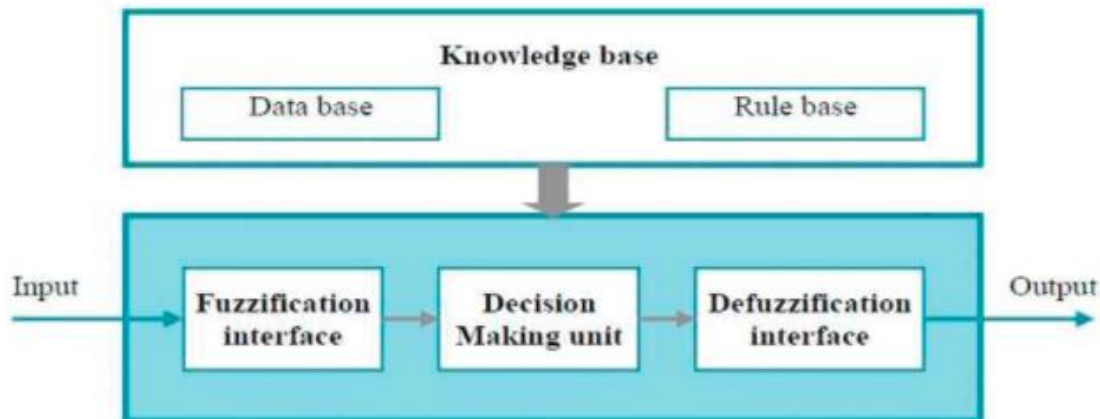 Knowledge base
Data base
Rule base
Input
Fuzzification
interface
Decision
Making unit
Defuzzification
interface
Output